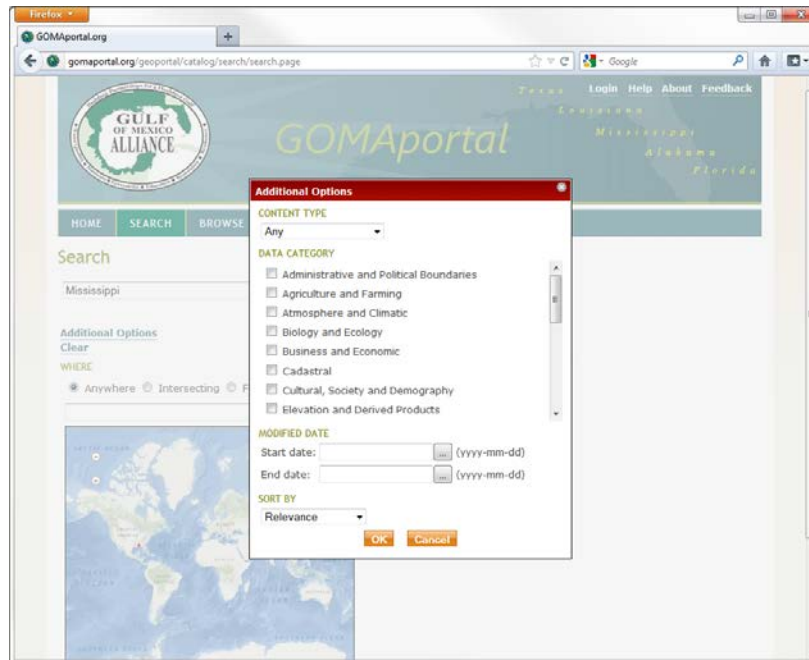 Firefox
GOMAportal.org
gomaportal.org/geoportal/catalog/search/search.page
Google
Login Help About Feedback
Texas
Louisiana
Mississippi
Alabama
Florida
GULF
OF MEXICO
ALLIANCE
GOMAportal
HOME SEARCH BROWSE
Search
Mississippi
Additional Options
Clear
WHERE
Anywhere Intersecting F
Additional Options
CONTENT TYPE
Any
DATA CATEGORY
Administrative and Political Boundaries
Agriculture and Farming
Atmosphere and Climatic
Biology and Ecology
Business and Economic
Cadastral
Cultural, Society and Demography
Elevation and Derived Products
MODIFIED DATE
Start date: ... (yyyy-mm-dd)
End date: ... (yyyy-mm-dd)
SORT BY
Relevance
OK Cancel